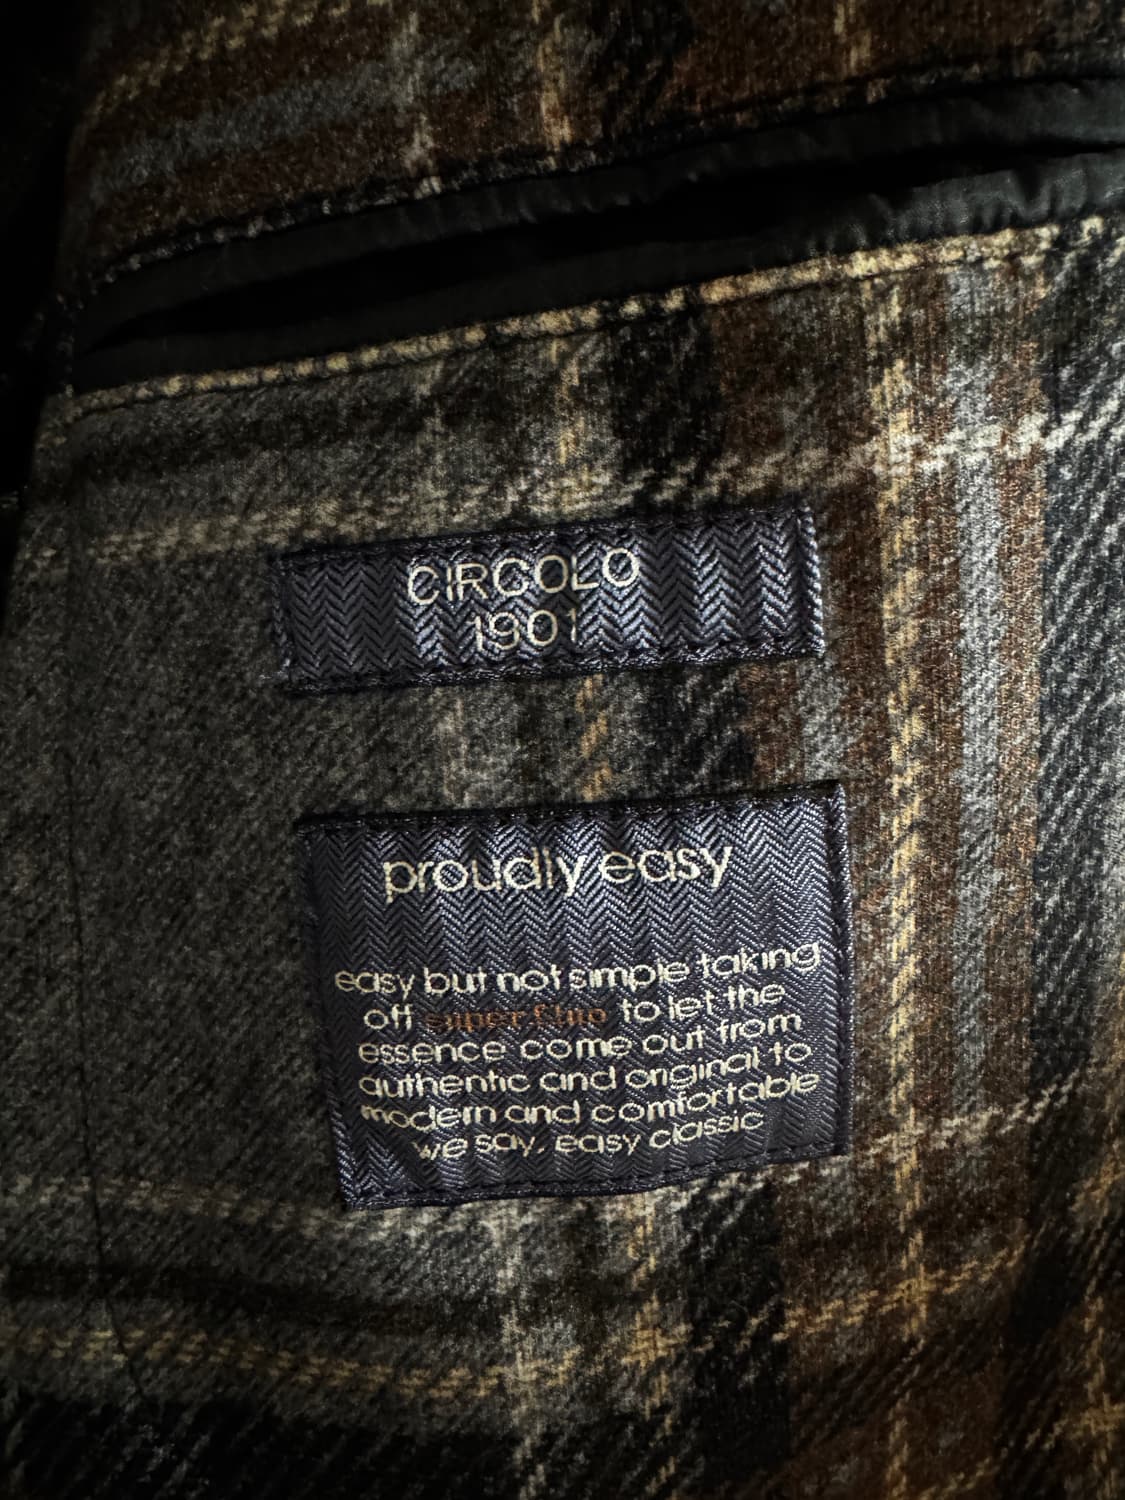 CIRCOLO
1901
proudly easy
easy but not simple taking
off superfluo to let the
essence come out from
authentic and original to
modern and comfortable
we say, easy classic